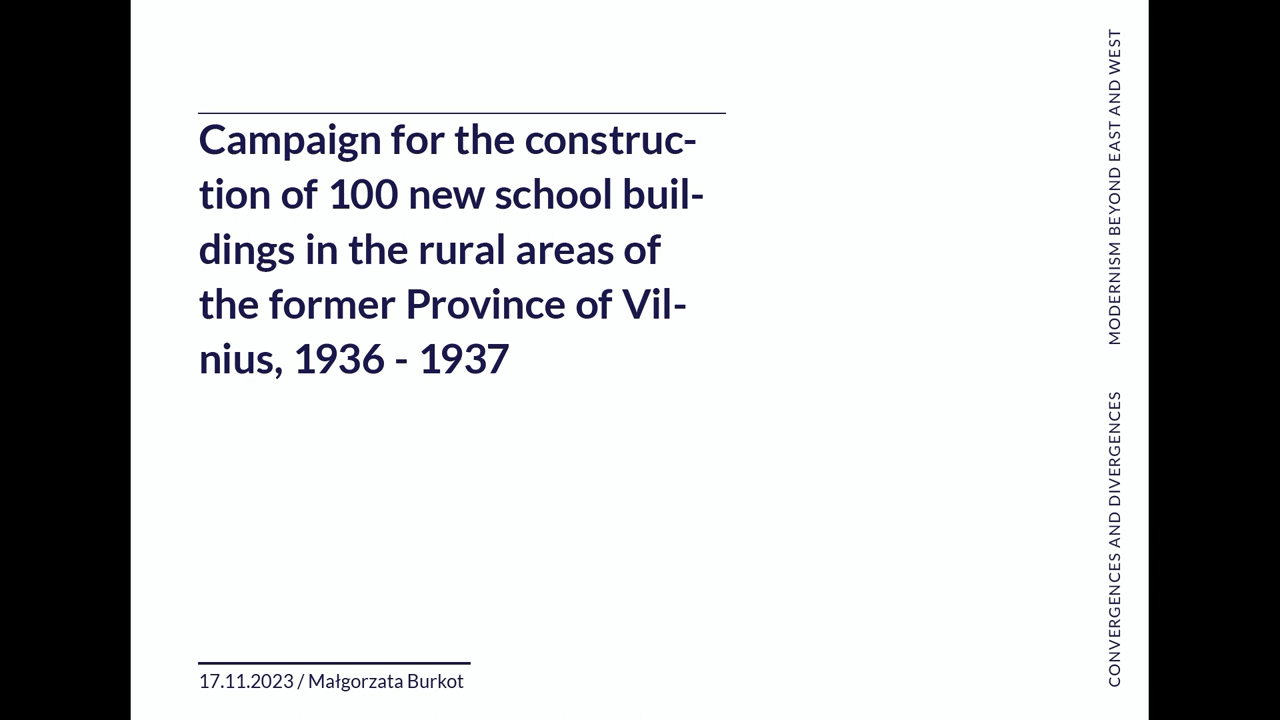 Campaign for the construc-
tion of 100 new school buil-
dings in the rural areas of
the former Province of Vil-
nius, 1936 - 1937
17.11.2023 / Małgorzata Burkot
CONVERGENCES AND DIVERGENCES
MODERNISM BEYOND EAST AND WEST